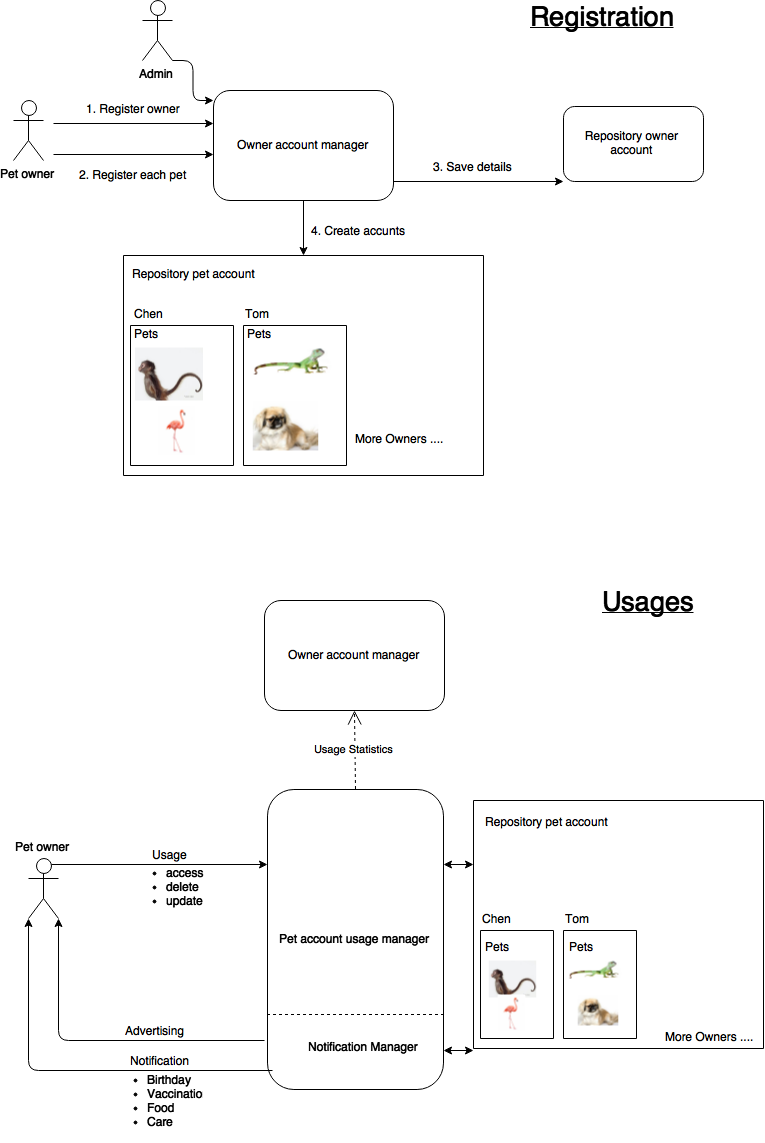 Registration
Admin
1. Register owner
Owner account manager
Repository owner
account
3. Save details
Pet owner
2. Register each pet
4. Create accunts
Repository pet account
Chen
Tom
Pets
Pets
More Owners ....
Usages
Owner account manager
Usage Statistics
Repository pet account
Pet owner
Usage
• access
• delete
• update
Chen
Tom
Pet account usage manager
Pets
Pets
Advertising
More Owners ....
Notification Manager
Notification
• Birthday
• Vaccinatio
• Food
• Care